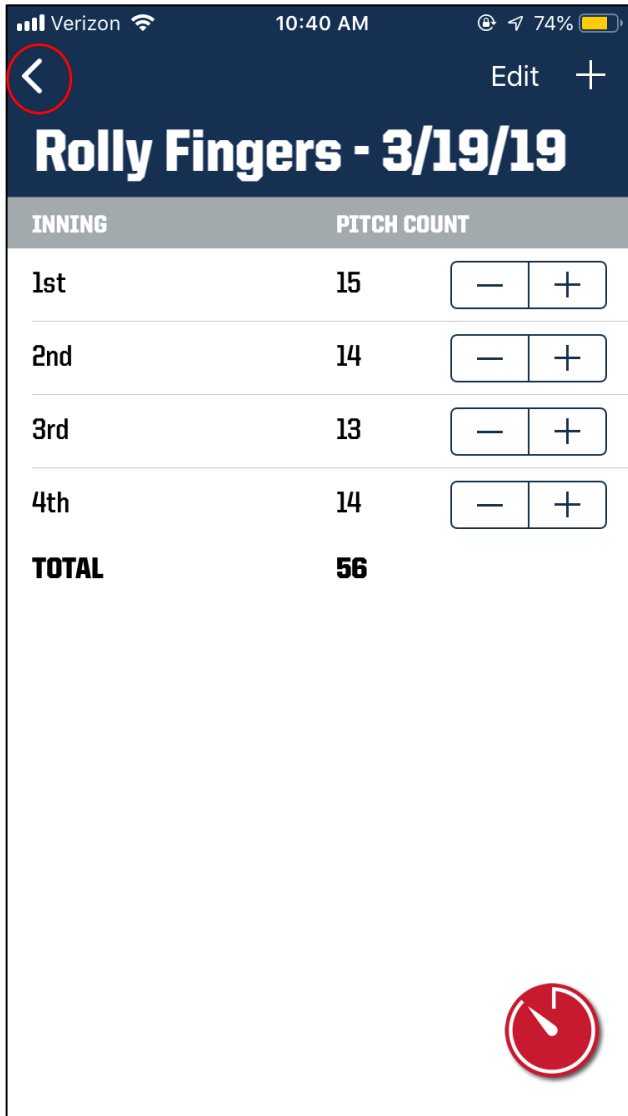 Verizon 10:40 AM 74%
Edit +
Rolly Fingers - 3/19/19
INNING PITCH COUNT
1st 15 — +
2nd 14 — +
3rd 13 — +
4th 14 — +
TOTAL 56